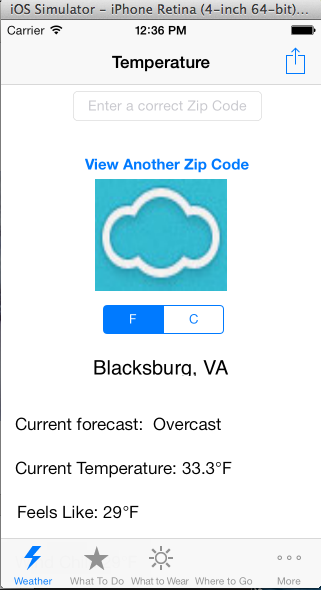 iOS Simulator - iPhone Retina (4-inch 64-bit)...
Carrier 12:36 PM
Temperature
Enter a correct Zip Code
View Another Zip Code
F C
Blacksburg, VA
Current forecast: Overcast
Current Temperature: 33.3°F
Feels Like: 29°F
Weather What To Do What to Wear Where to Go More